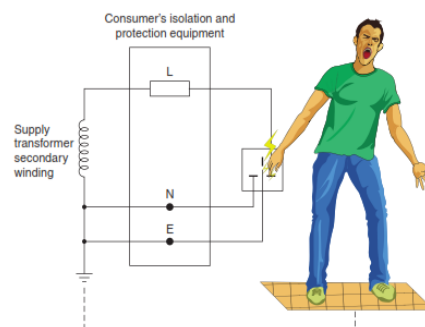 Consumer's isolation and
protection equipment
L
Supply
transformer
secondary
winding
N
E